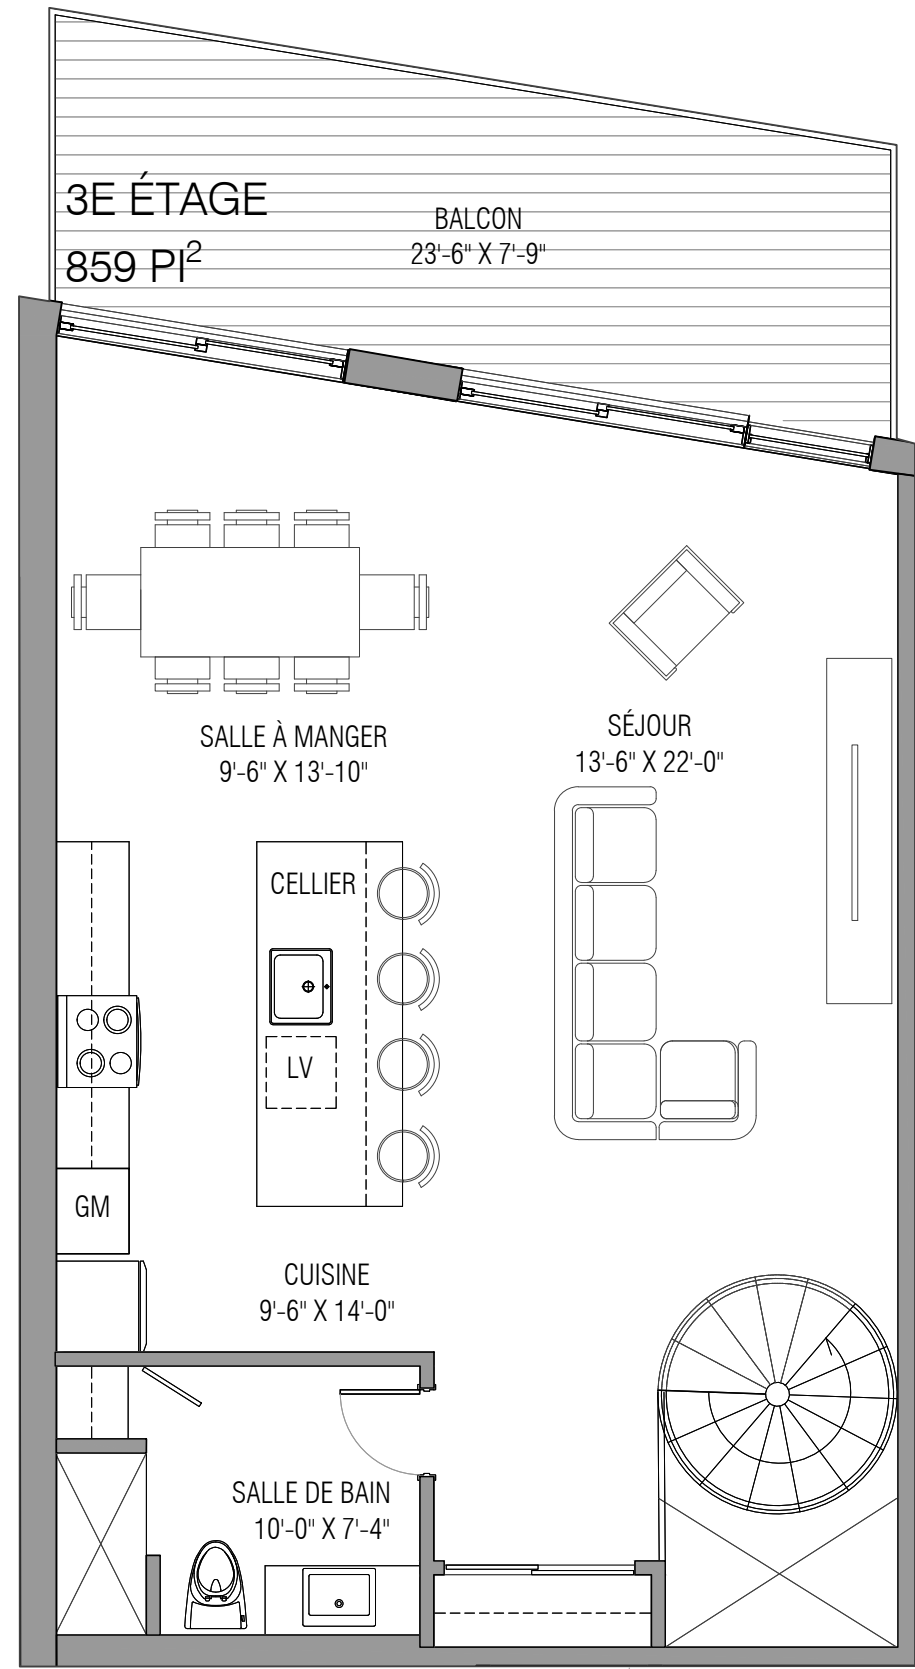 3E ÉTAGE
859 PI²
BALCON
23'-6" X 7'-9"
SALLE À MANGER
9'-6" X 13'-10"
SÉJOUR
13'-6" X 22'-0"
CELLIER
LV
GM
CUISINE
9'-6" X 14'-0"
SALLE DE BAIN
10'-0" X 7'-4"